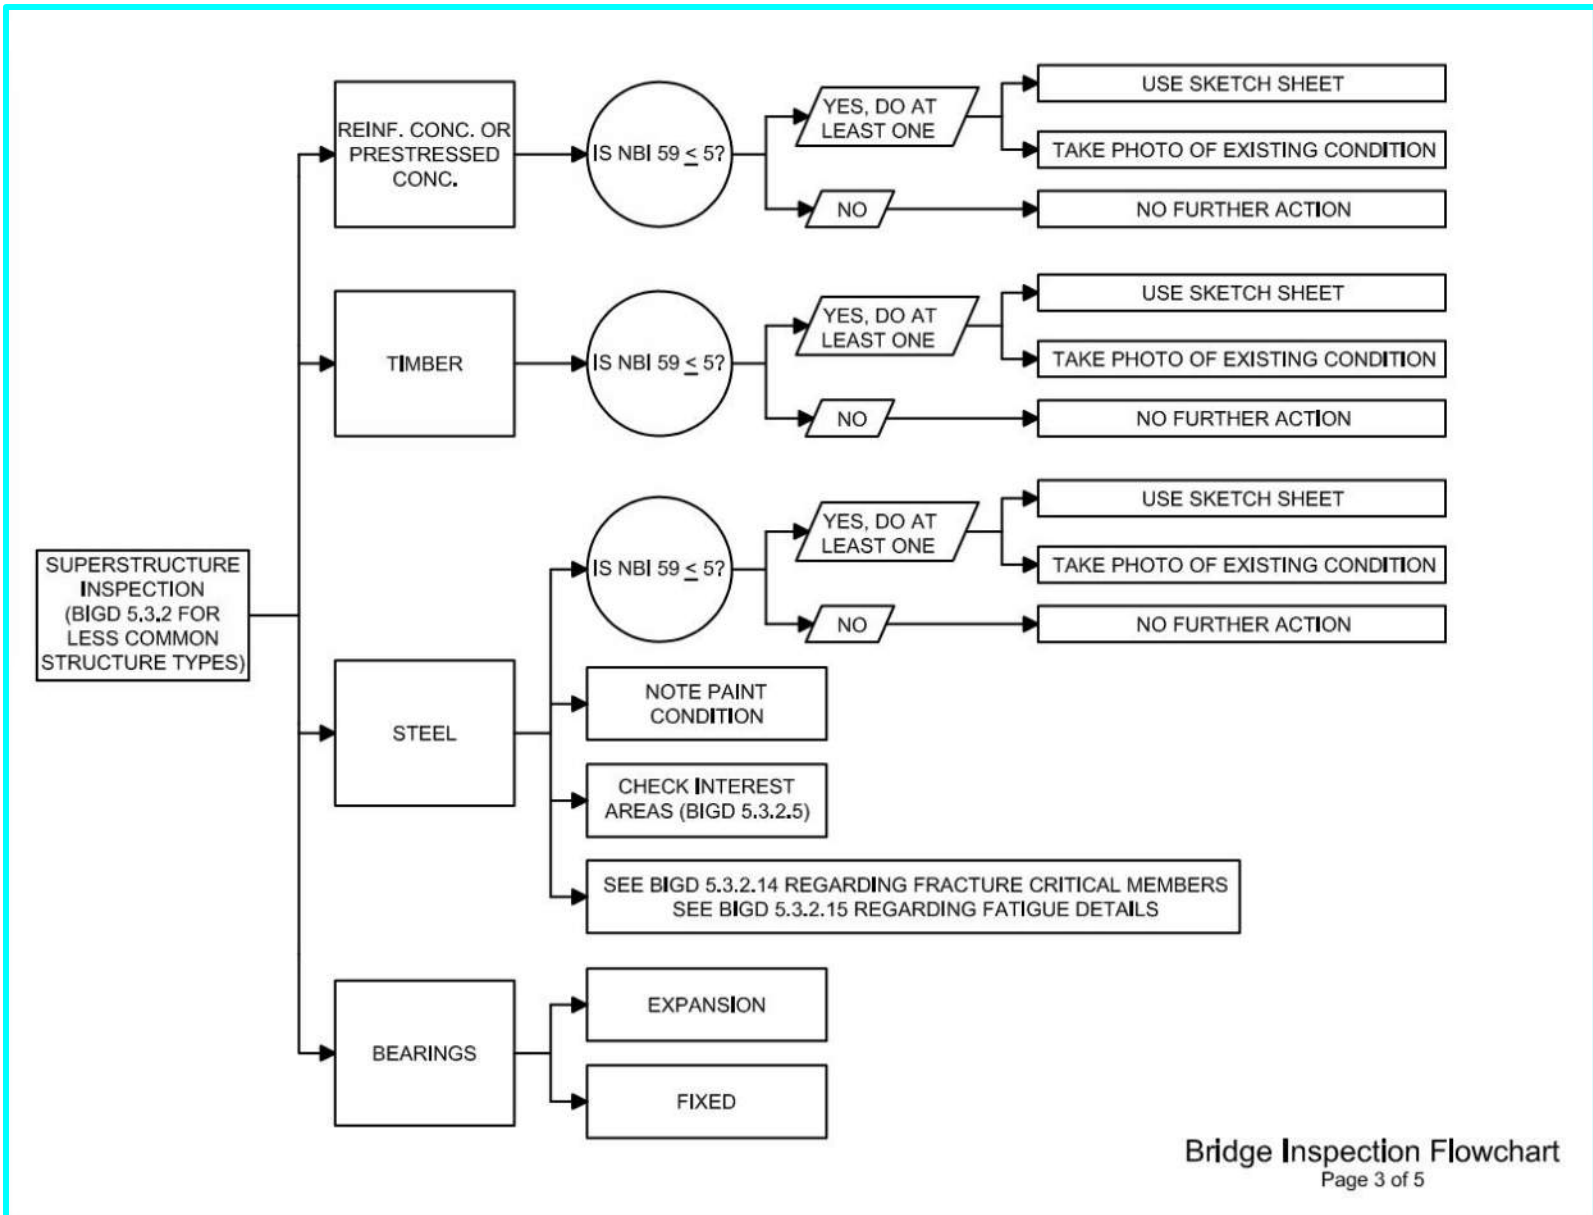 REINF. CONC. OR
PRESTRESSED
CONC.
IS NBI 59 ≤ 5?
YES, DO AT
LEAST ONE
USE SKETCH SHEET
TAKE PHOTO OF EXISTING CONDITION
NO
NO FURTHER ACTION
TIMBER
IS NBI 59 ≤ 5?
YES, DO AT
LEAST ONE
USE SKETCH SHEET
TAKE PHOTO OF EXISTING CONDITION
NO
NO FURTHER ACTION
SUPERSTRUCTURE
INSPECTION
(BIGD 5.3.2 FOR
LESS COMMON
STRUCTURE TYPES)
STEEL
IS NBI 59 ≤ 5?
YES, DO AT
LEAST ONE
USE SKETCH SHEET
TAKE PHOTO OF EXISTING CONDITION
NO
NO FURTHER ACTION
NOTE PAINT
CONDITION
CHECK INTEREST
AREAS (BIGD 5.3.2.5)
SEE BIGD 5.3.2.14 REGARDING FRACTURE CRITICAL MEMBERS
SEE BIGD 5.3.2.15 REGARDING FATIGUE DETAILS
BEARINGS
EXPANSION
FIXED
Bridge Inspection Flowchart
Page 3 of 5